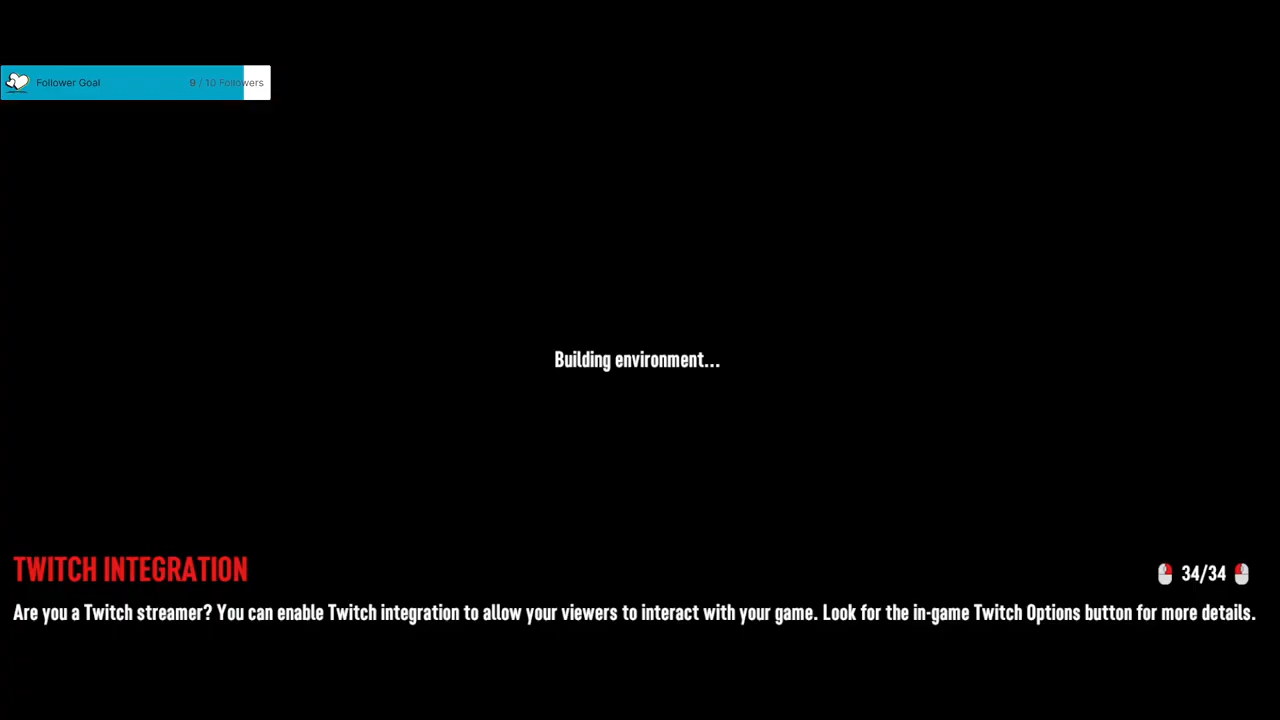 Follower Goal 9 / 10 Followers
Building environment...
TWITCH INTEGRATION
34/34
Are you a Twitch streamer? You can enable Twitch integration to allow your viewers to interact with your game. Look for the in-game Twitch Options button for more details.